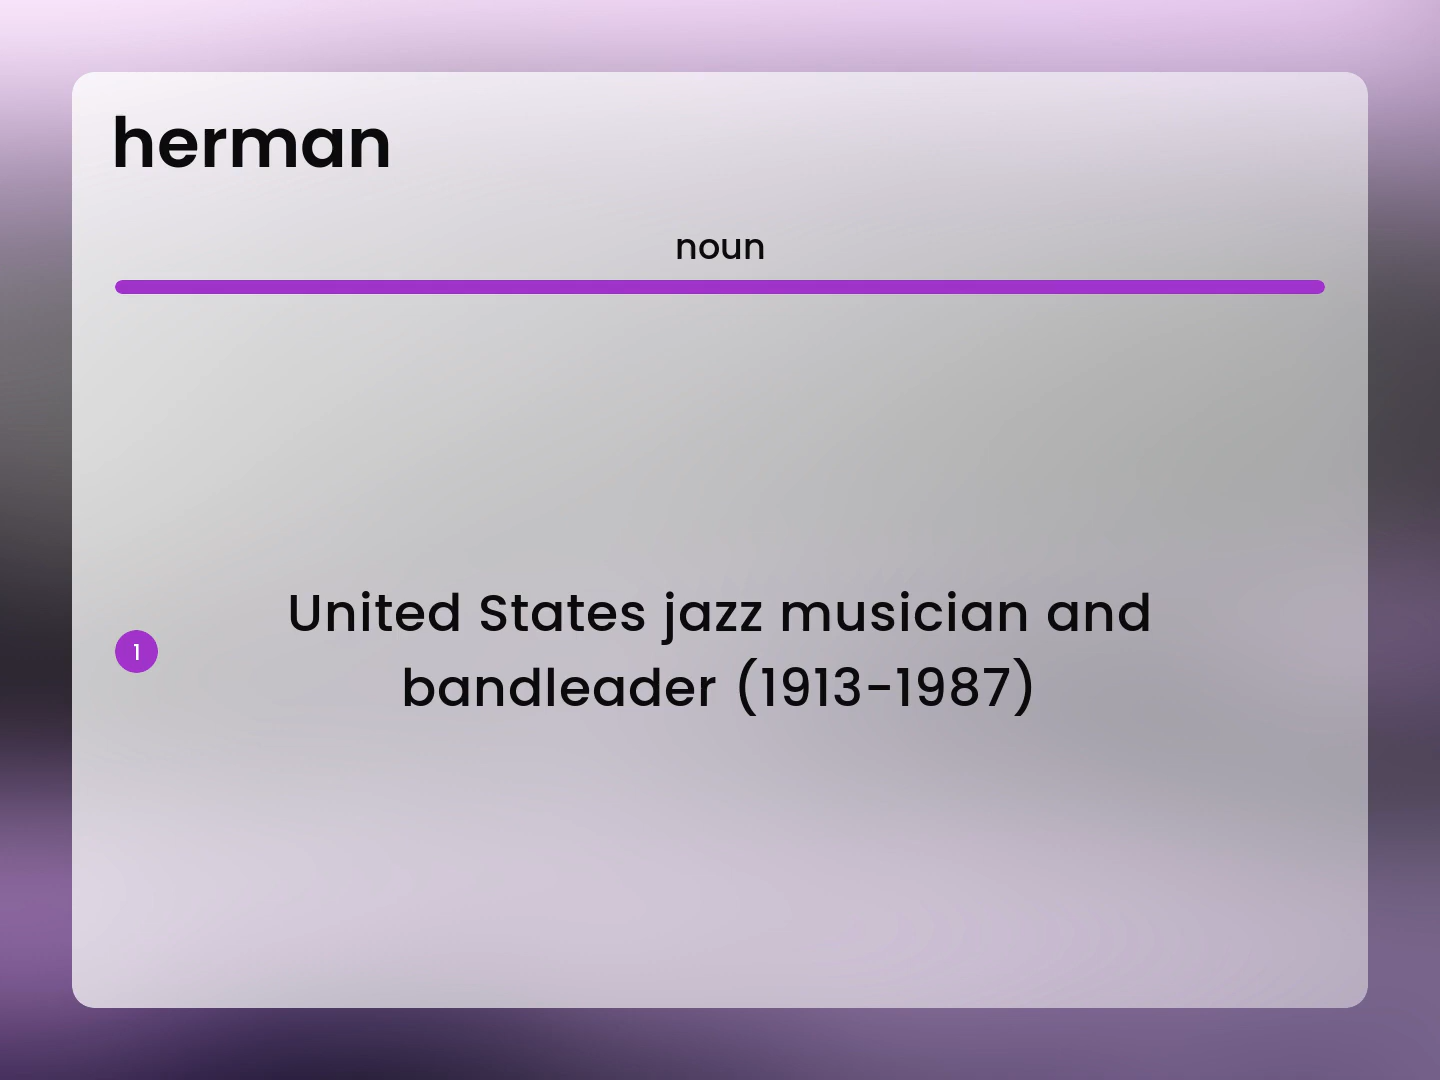 herman
noun
1
United States jazz musician and
bandleader (1913-1987)